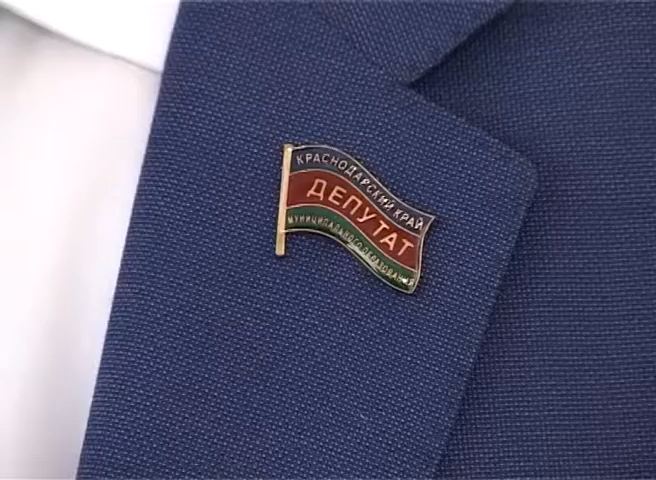 КРАСНОДАРСКИЙ КРАЙ
ДЕПУТАТ
МУНИЦИПАЛЬНОГО ОБРАЗОВАНИЯ